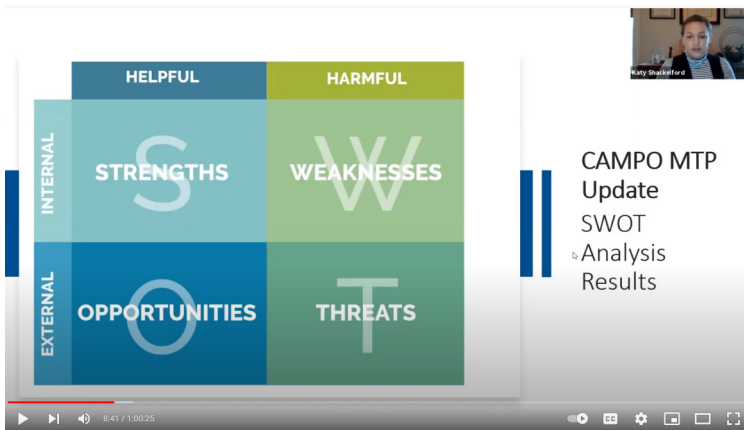 HELPFUL
HARMFUL
Katy Shackelford
INTERNAL
S
STRENGTHS
W
WEAKNESSES
EXTERNAL
O
OPPORTUNITIES
T
THREATS
CAMPO MTP
Update
SWOT
Analysis
Results
8:41 / 1:00:25
CC